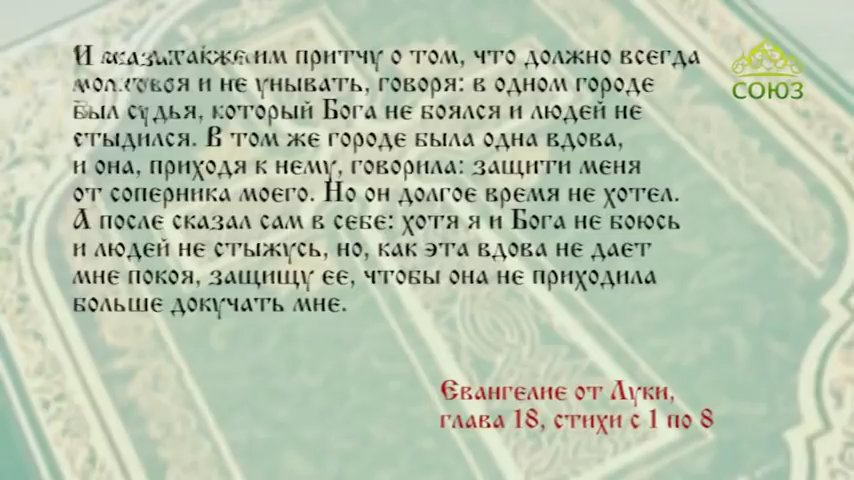 И сказал также им притчу о том, что должно всегда
молиться и не унывать, говоря: в одном городе
был судья, который Бога не боялся и людей не
стыдился. В том же городе была одна вдова,
и она, приходя к нему, говорила: защити меня
от соперника моего. Но он долгое время не хотел.
А после сказал сам в себе: хотя я и Бога не боюсь
и людей не стыжусь, но, как эта вдова не дает
мне покоя, защищу ее, чтобы она не приходила
больше докучать мне.
СОЮЗ
Евангелие от Луки,
глава 18, стихи с 1 по 8